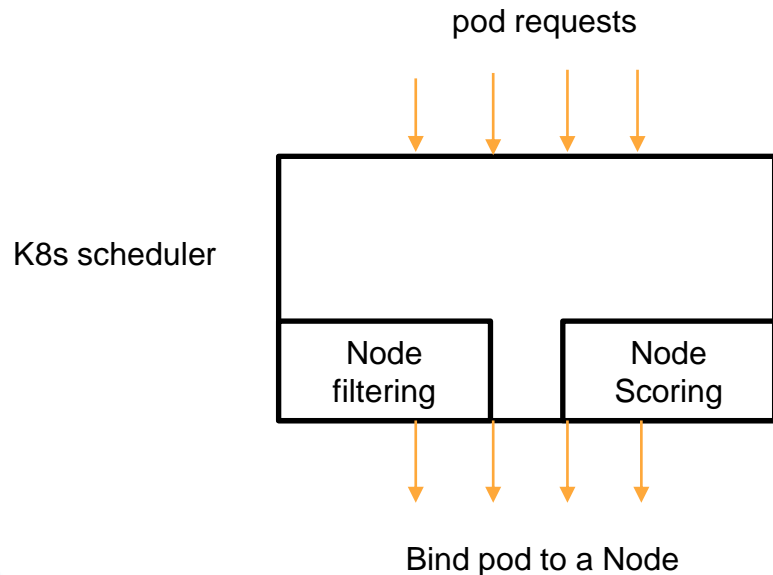 pod requests
K8s scheduler
Node
filtering
Node
Scoring
Bind pod to a Node